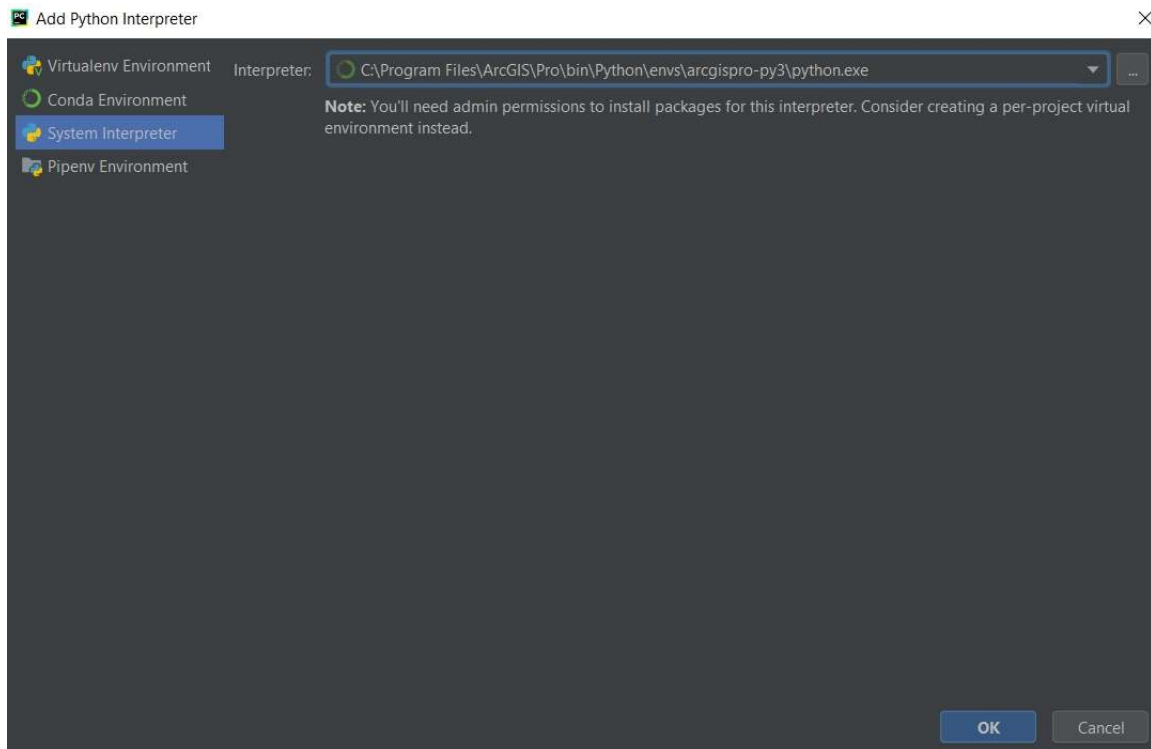 PC Add Python Interpreter
Virtualenv Environment
Conda Environment
System Interpreter
Pipenv Environment
Interpreter: C:\Program Files\ArcGIS\Pro\bin\Python\envs\arcgispro-py3\python.exe ...
Note: You'll need admin permissions to install packages for this interpreter. Consider creating a per-project virtual
environment instead.
OK Cancel